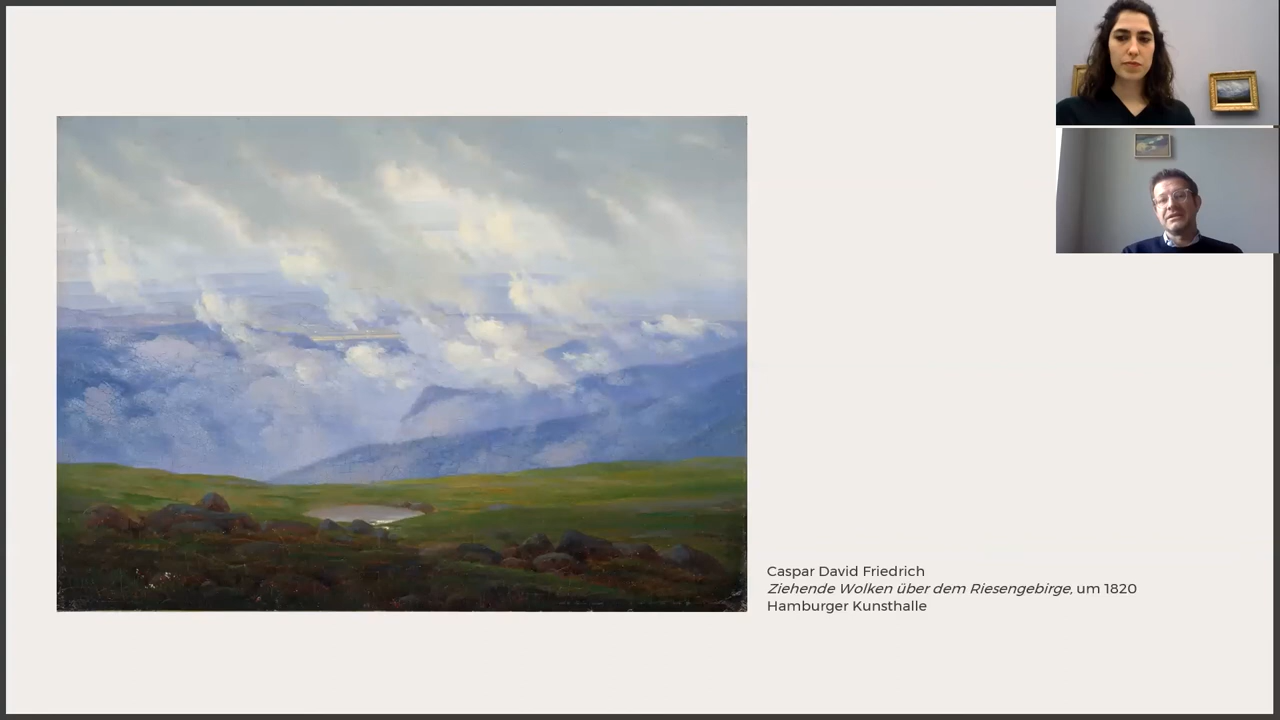 Caspar David Friedrich
Ziehende Wolken über dem Riesengebirge, um 1820
Hamburger Kunsthalle